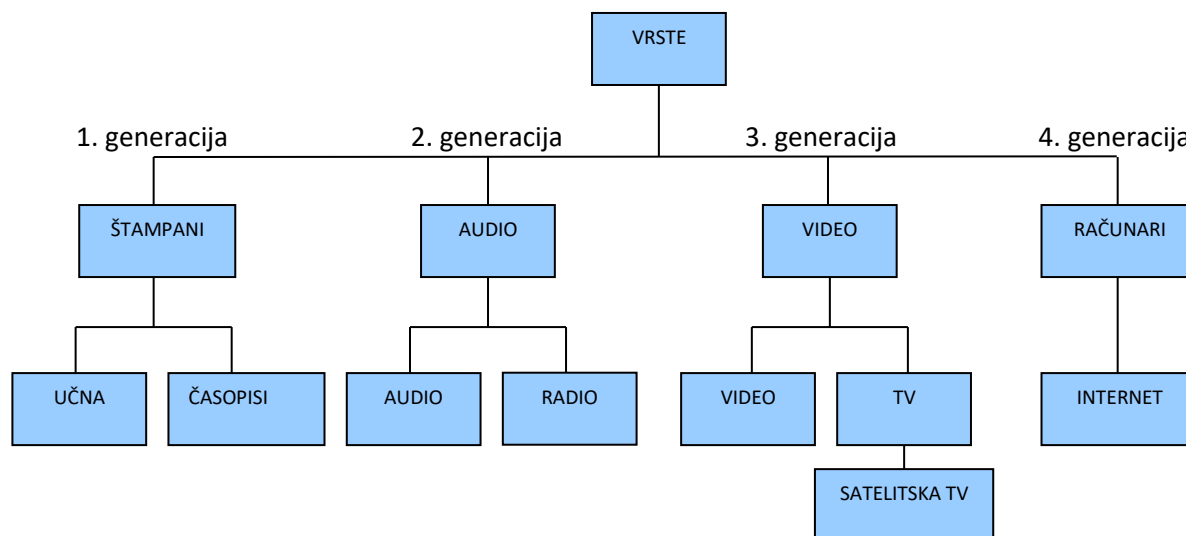 VRSTE
1. generacija
2. generacija
3. generacija
4. generacija
ŠTAMPANI
AUDIO
VIDEO
RAČUNARI
UČNA
ČASOPISI
AUDIO
RADIO
VIDEO
TV
INTERNET
SATELITSKA TV